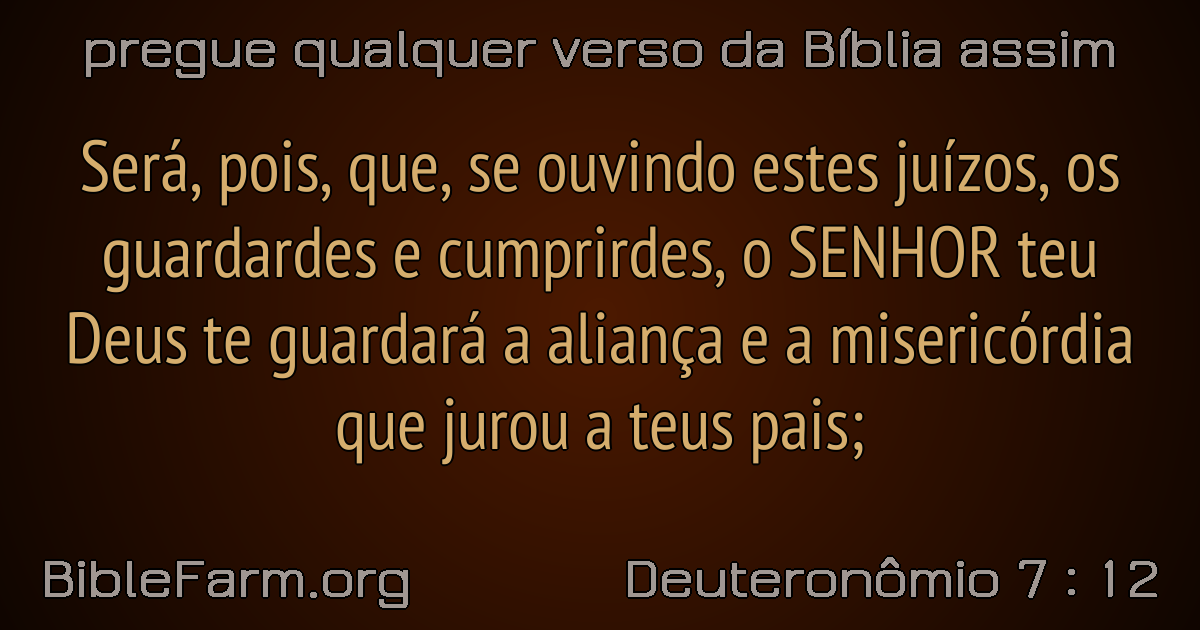 pregue qualquer verso da Bíblia assim
Será, pois, que, se ouvindo estes juízos, os
guardardes e cumprirdes, o SENHOR teu
Deus te guardará a aliança e a misericórdia
que jurou a teus pais;
BibleFarm.org
Deuteronômio 7 : 12